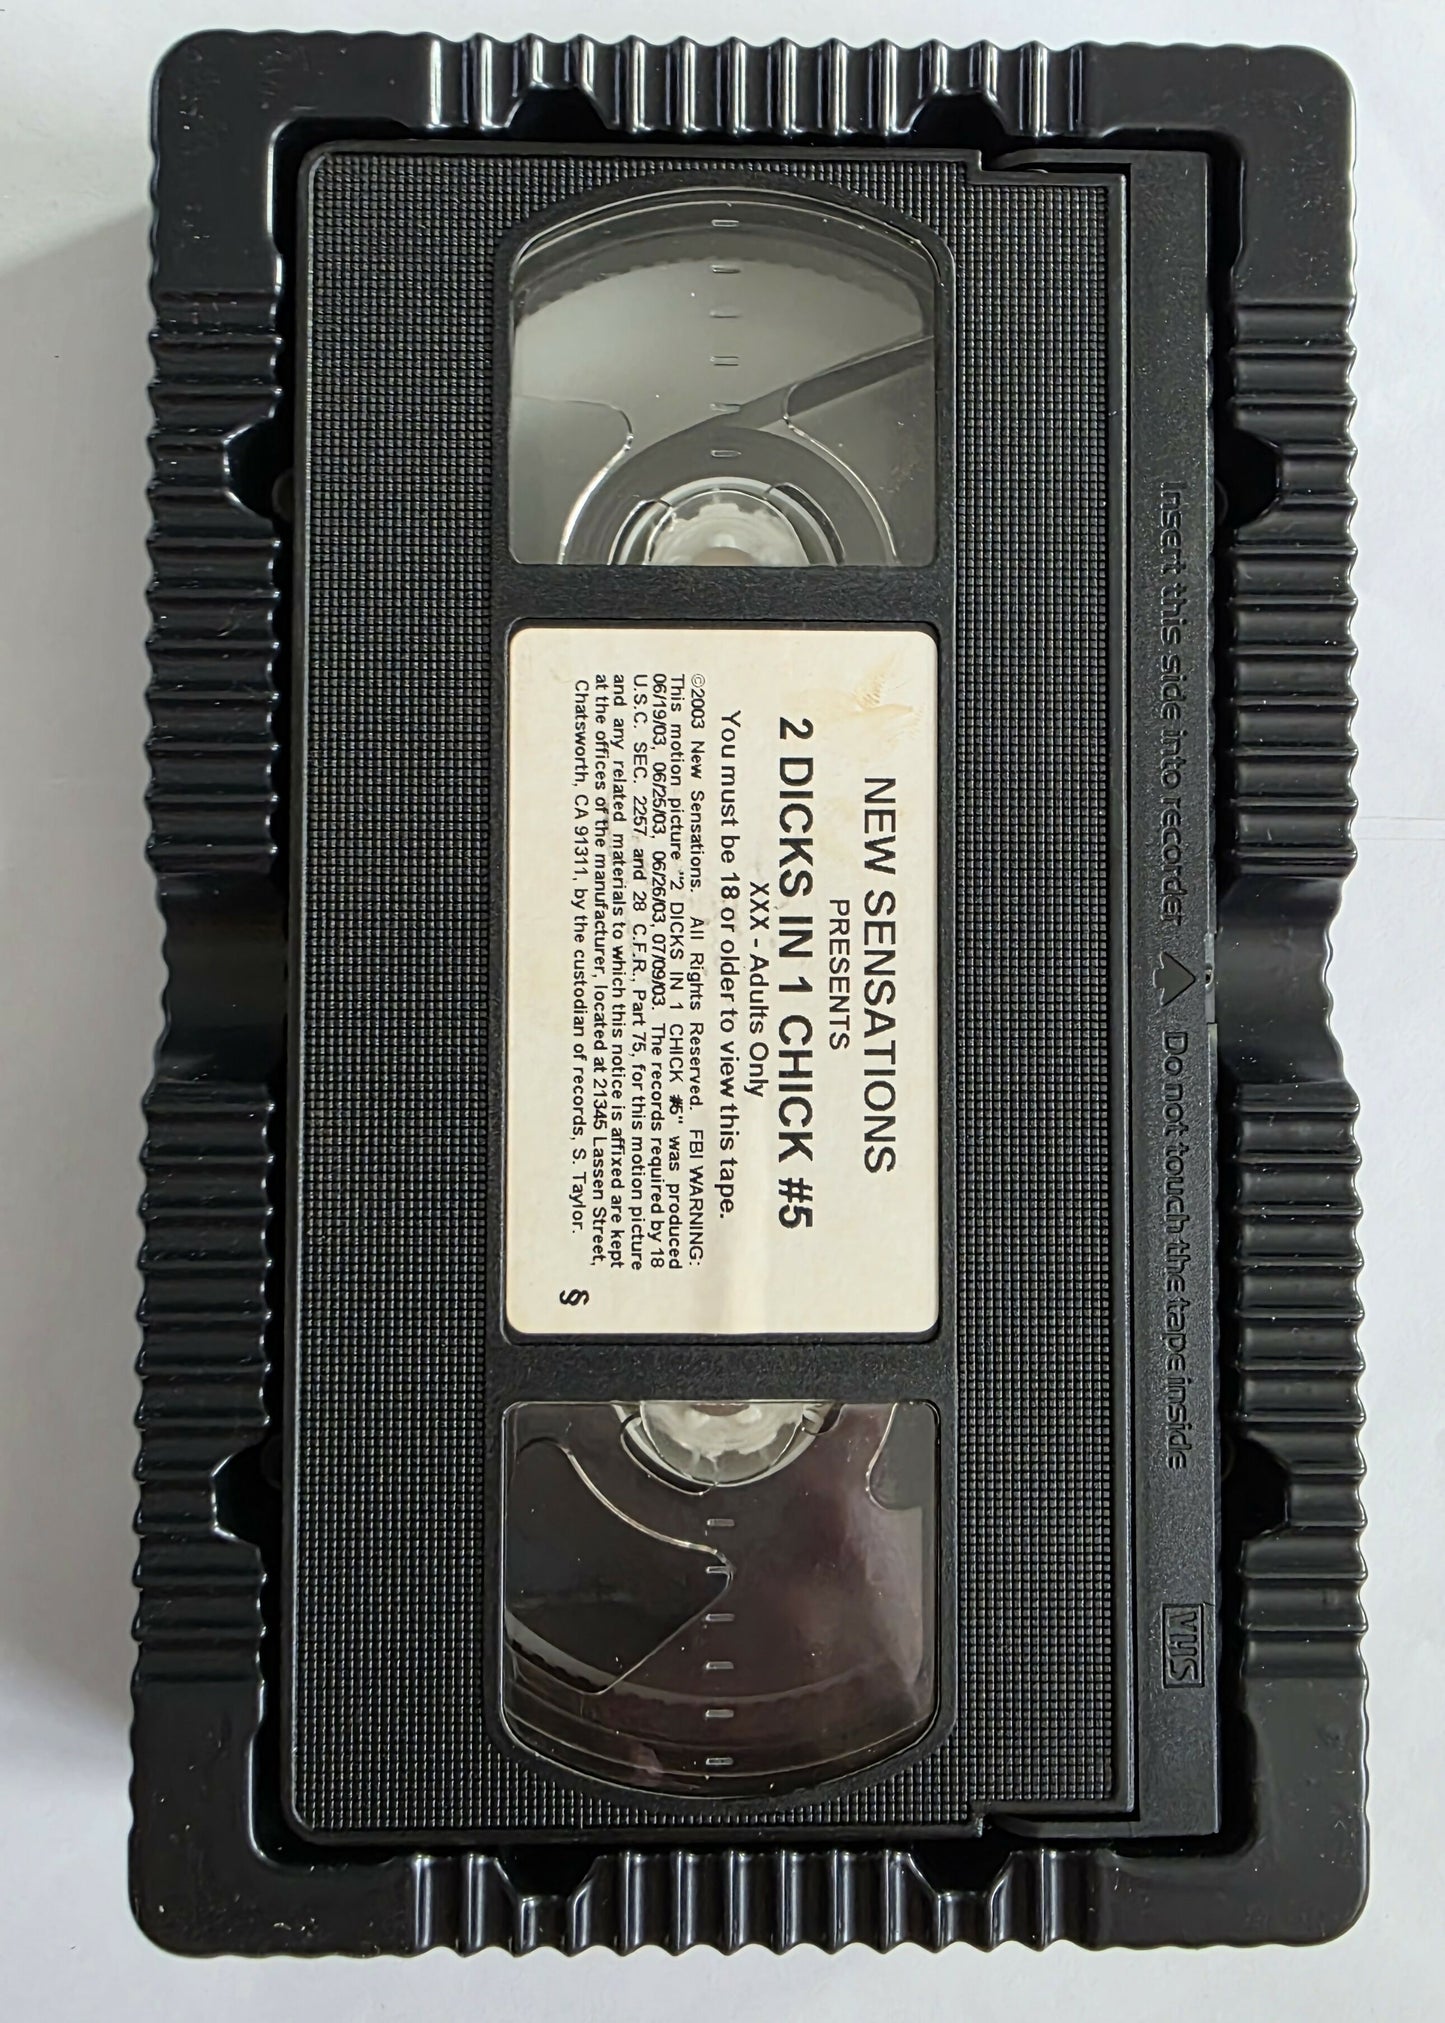 NEW SENSATIONS
PRESENTS
2 DICKS IN 1 CHICK #5
XXX - Adults Only
You must be 18 or older to view this tape.
©2003 New Sensations. All Rights Reserved. FBI WARNING:
This motion picture "2 DICKS IN 1 CHICK #5" was produced
06/19/03, 06/25/03, 06/26/03, 07/09/03. The records required by 18
U.S.C. SEC. 2257 and 28 C.F.R., Part 75, for this motion picture
and any related materials to which this notice is affixed are kept
at the offices of the manufacturer, located at 21345 Lassen Street,
Chatsworth, CA 91311, by the custodian of records, S. Taylor.
§
Insert this side into recorder Do not touch the tape inside
VHS